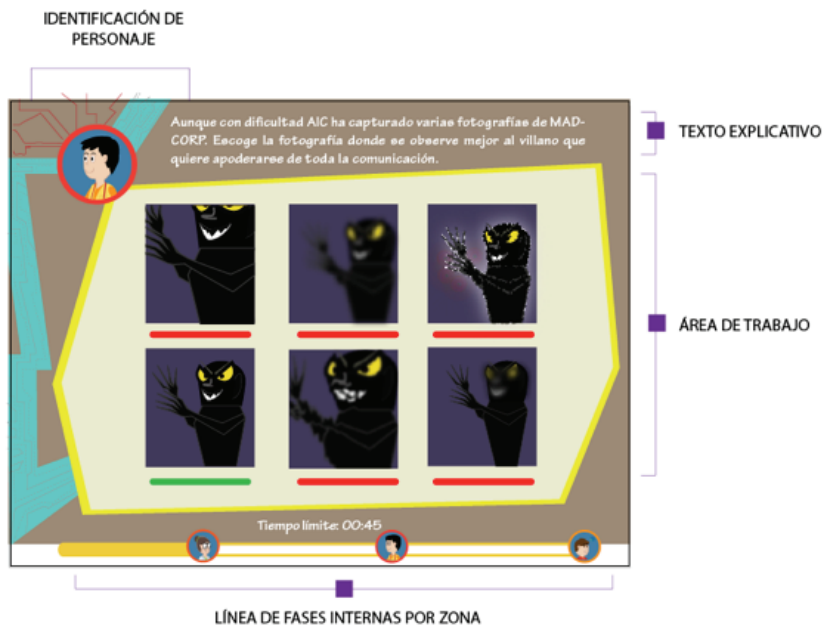 IDENTIFICACIÓN DE
PERSONAJE
Aunque con dificultad AIC ha capturado varias fotografías de MAD-
CORP. Escoge la fotografía donde se observe mejor al villano que
quiere apoderarse de toda la comunicación.
TEXTO EXPLICATIVO
ÁREA DE TRABAJO
Tiempo límite: 00:45
LÍNEA DE FASES INTERNAS POR ZONA